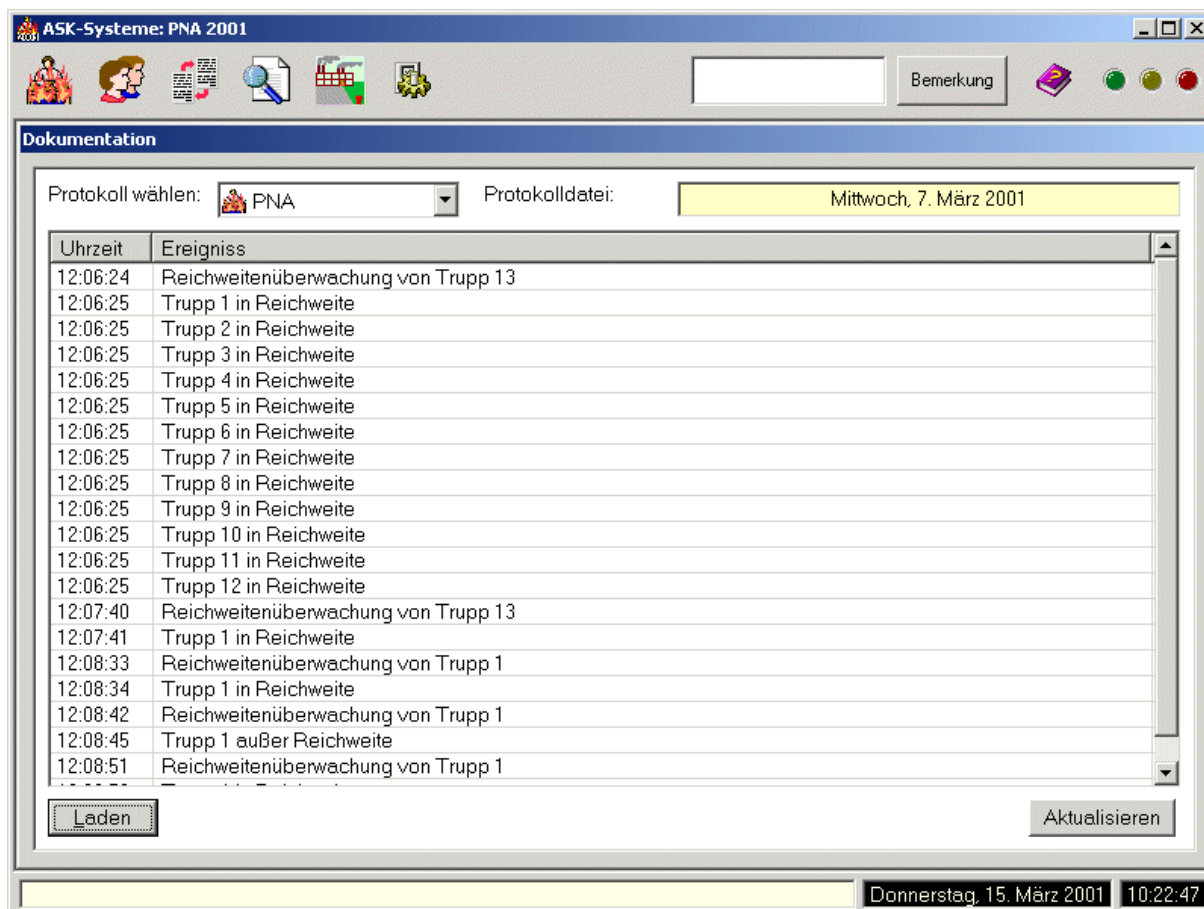 ASK-Systeme: PNA 2001
Bemerkung
Dokumentation
Protokoll wählen: PNA Protokolldatei: Mittwoch, 7. März 2001
Uhrzeit Ereigniss
12:06:24 Reichweitenüberwachung von Trupp 13
12:06:25 Trupp 1 in Reichweite
12:06:25 Trupp 2 in Reichweite
12:06:25 Trupp 3 in Reichweite
12:06:25 Trupp 4 in Reichweite
12:06:25 Trupp 5 in Reichweite
12:06:25 Trupp 6 in Reichweite
12:06:25 Trupp 7 in Reichweite
12:06:25 Trupp 8 in Reichweite
12:06:25 Trupp 9 in Reichweite
12:06:25 Trupp 10 in Reichweite
12:06:25 Trupp 11 in Reichweite
12:06:25 Trupp 12 in Reichweite
12:07:40 Reichweitenüberwachung von Trupp 13
12:07:41 Trupp 1 in Reichweite
12:08:33 Reichweitenüberwachung von Trupp 1
12:08:34 Trupp 1 in Reichweite
12:08:42 Reichweitenüberwachung von Trupp 1
12:08:45 Trupp 1 außer Reichweite
12:08:51 Reichweitenüberwachung von Trupp 1
Laden Aktualisieren
Donnerstag, 15. März 2001 10:22:47